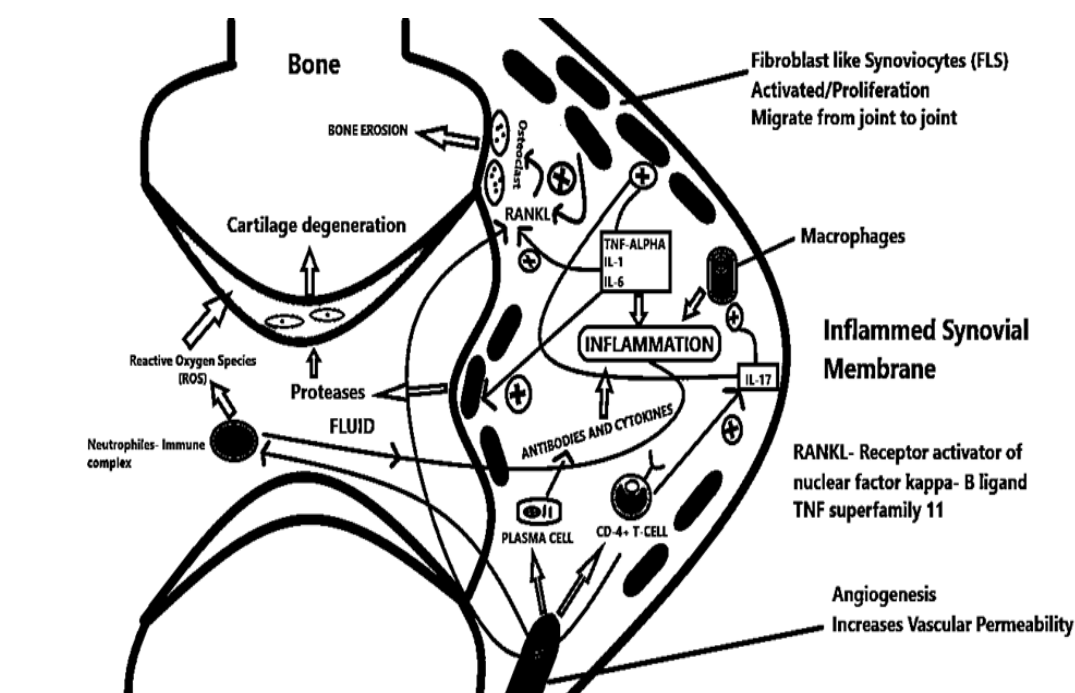 Bone
Fibroblast like Synoviocytes (FLS)
Activated/Proliferation
Migrate from joint to joint
BONE EROSION
Osteoclast
RANKL
Cartilage degeneration
TNF-ALPHA
IL-1
IL-6
Macrophages
INFLAMMATION
Inflammed Synovial
Membrane
IL-17
Reactive Oxygen Species
(ROS)
Proteases
FLUID
Neutrophiles- Immune
complex
ANTIBODIES AND CYTOKINES
RANKL- Receptor activator of
nuclear factor kappa- B ligand
TNF superfamily 11
PLASMA CELL
CD-4+ T-CELL
Angiogenesis
Increases Vascular Permeability